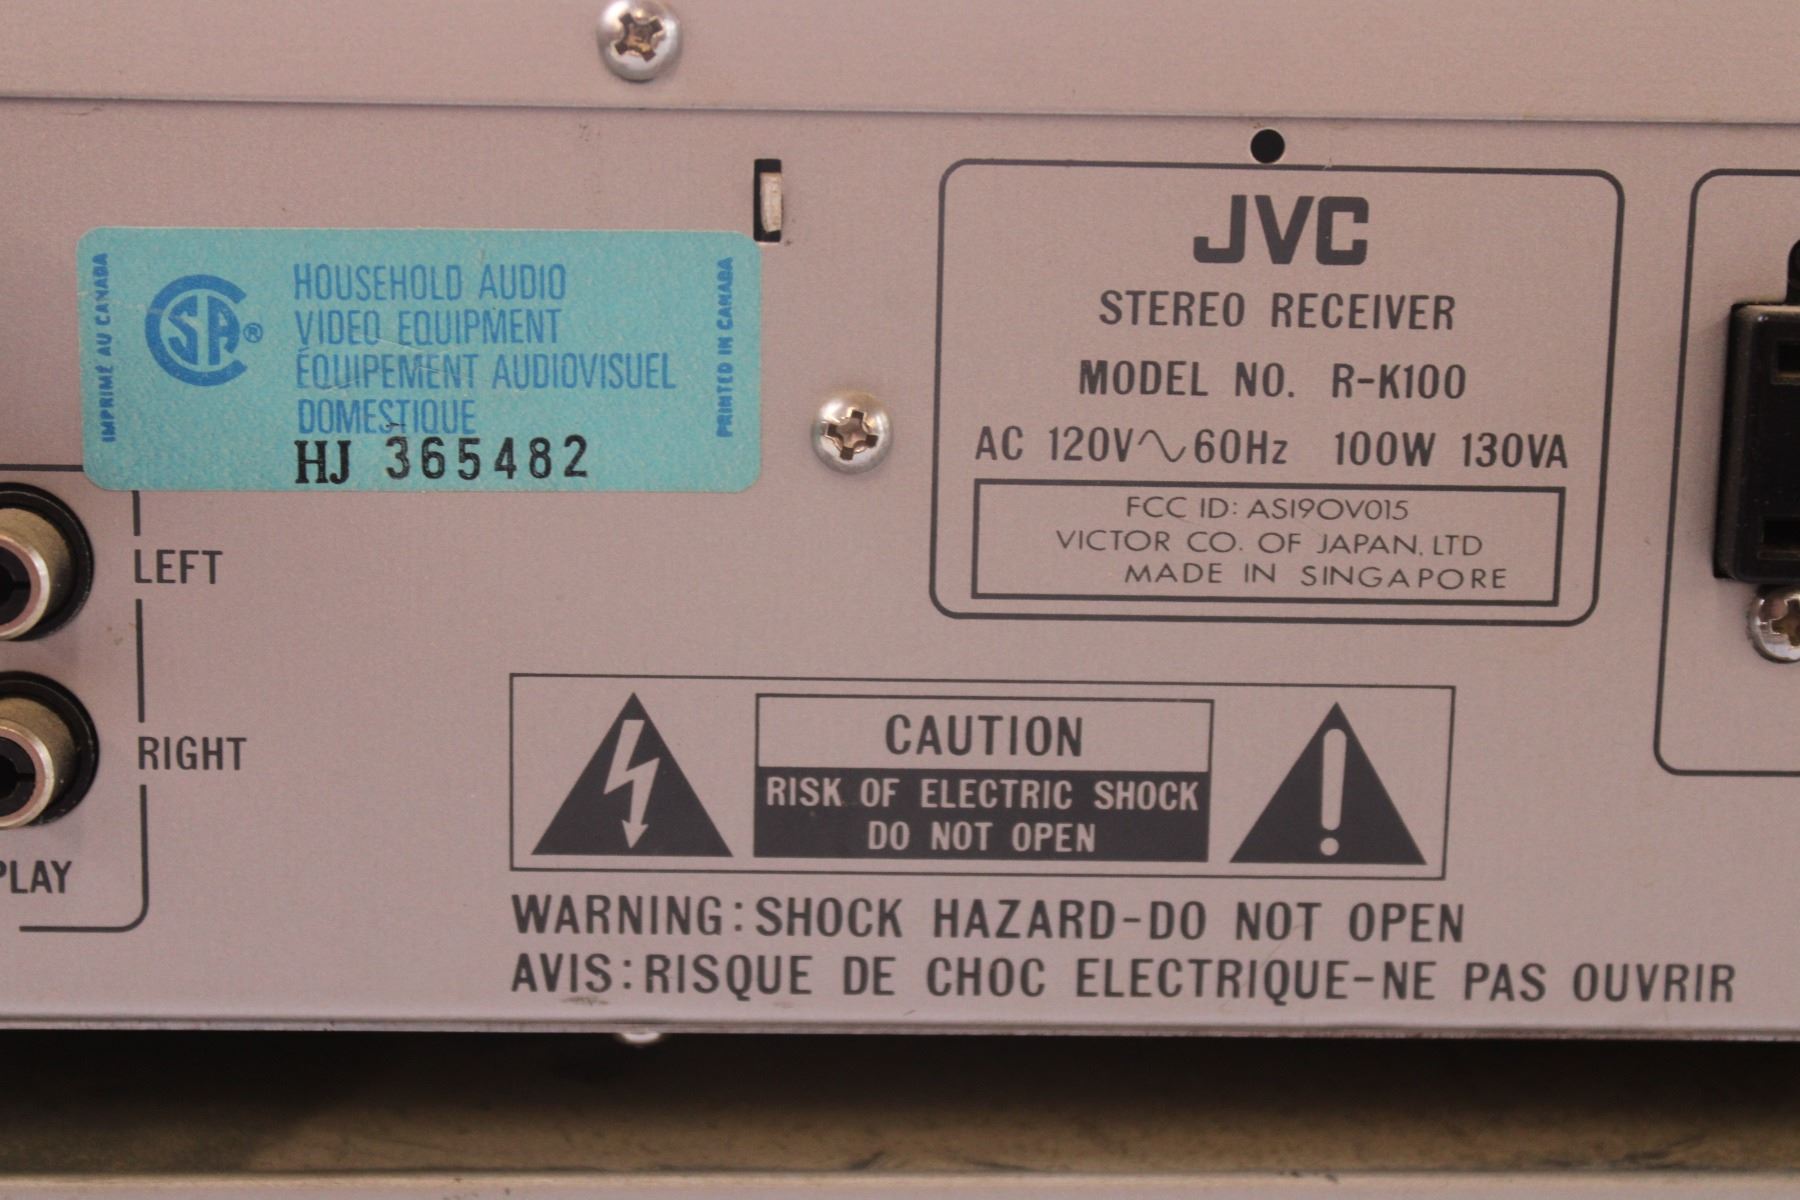 IMPRIMÉ AU CANADA
CSA®
HOUSEHOLD AUDIO
VIDEO EQUIPMENT
ÉQUIPEMENT AUDIOVISUEL
DOMESTIQUE
HJ 365482
PRINTED IN CANADA
JVC
STEREO RECEIVER
MODEL NO. R-K100
AC 120V∿60Hz 100W 130VA
FCC ID: ASI9OV015
VICTOR CO. OF JAPAN, LTD
MADE IN SINGAPORE
LEFT
RIGHT
PLAY
CAUTION
RISK OF ELECTRIC SHOCK
DO NOT OPEN
WARNING:SHOCK HAZARD-DO NOT OPEN
AVIS:RISQUE DE CHOC ELECTRIQUE-NE PAS OUVRIR